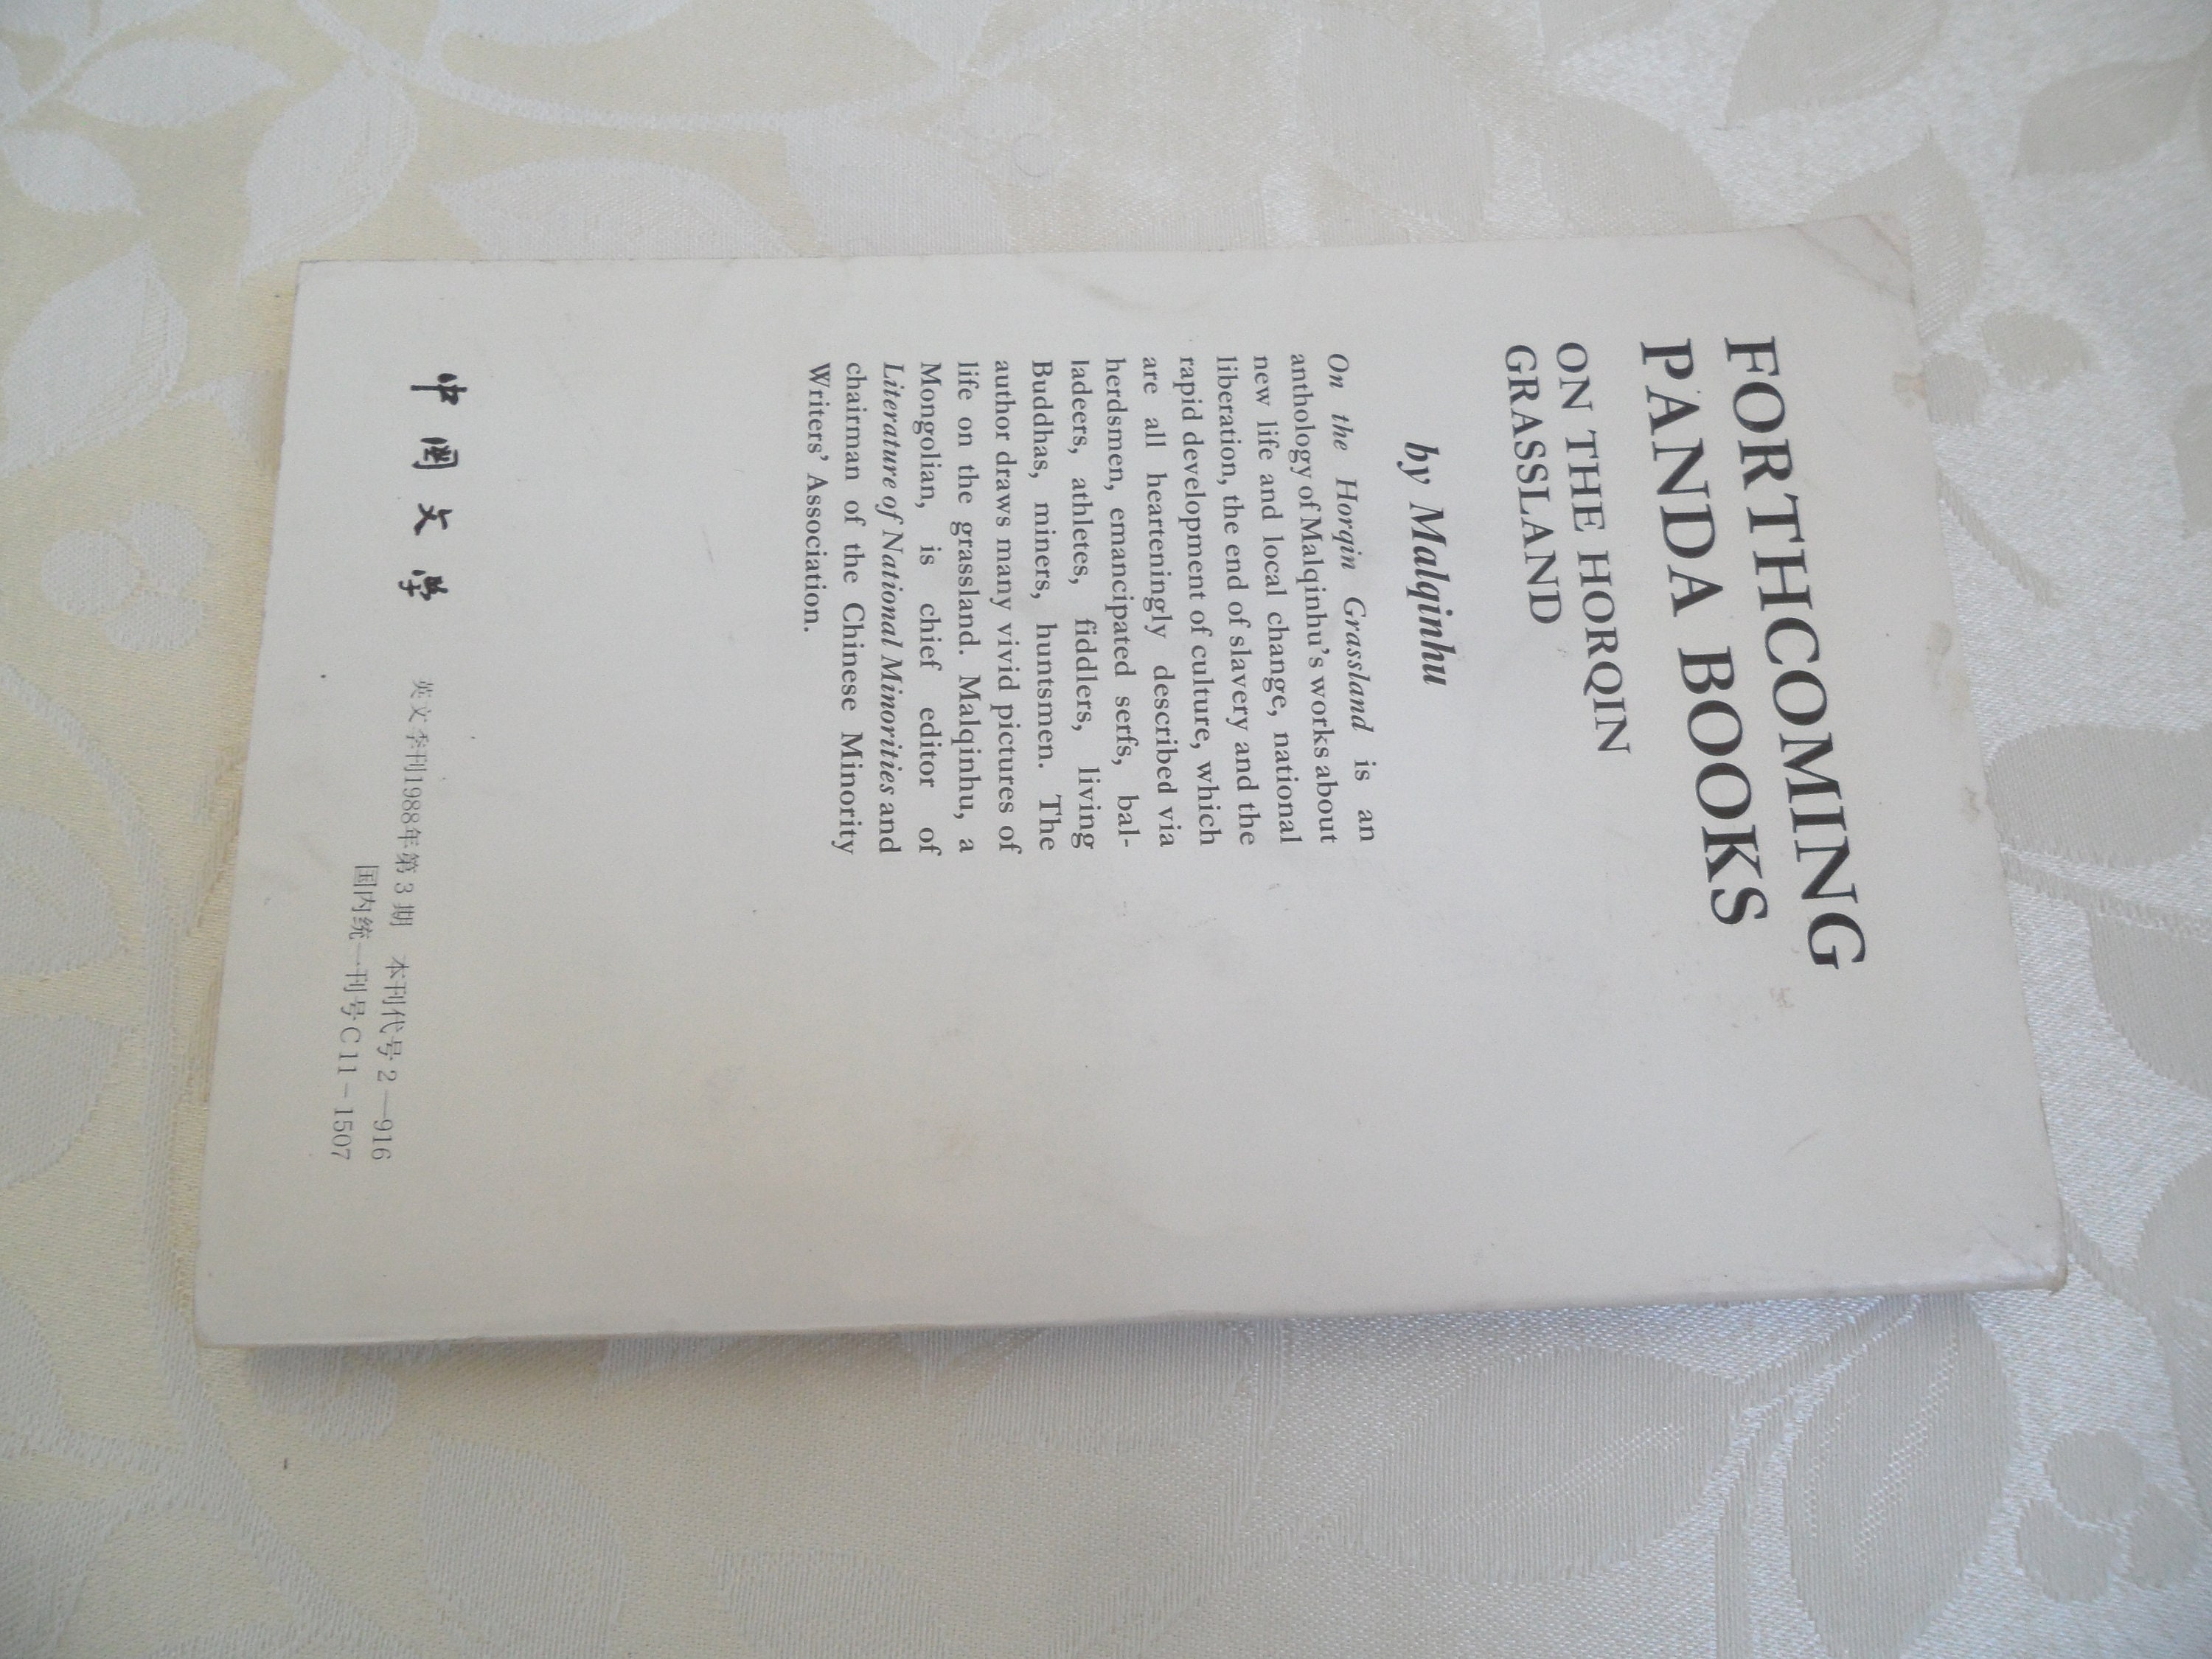 FORTHCOMING
PANDA BOOKS
ON THE HORQIN
GRASSLAND
by Malqinhu
On the Horqin Grassland is an
anthology of Malqinhu's works about
new life and local change, national
liberation, the end of slavery and the
rapid development of culture, which
are all hearteningly described via
herdsmen, emancipated serfs, bal-
ladeers, athletes, fiddlers, living
Buddhas, miners, huntsmen. The
author draws many vivid pictures of
life on the grassland. Malqinhu, a
Mongolian, is chief editor of
Literature of National Minorities and
chairman of the Chinese Minority
Writers' Association.
中国文学 英文季刊1988年第3期 本刊代号2—916
国内统一刊号C11-1507